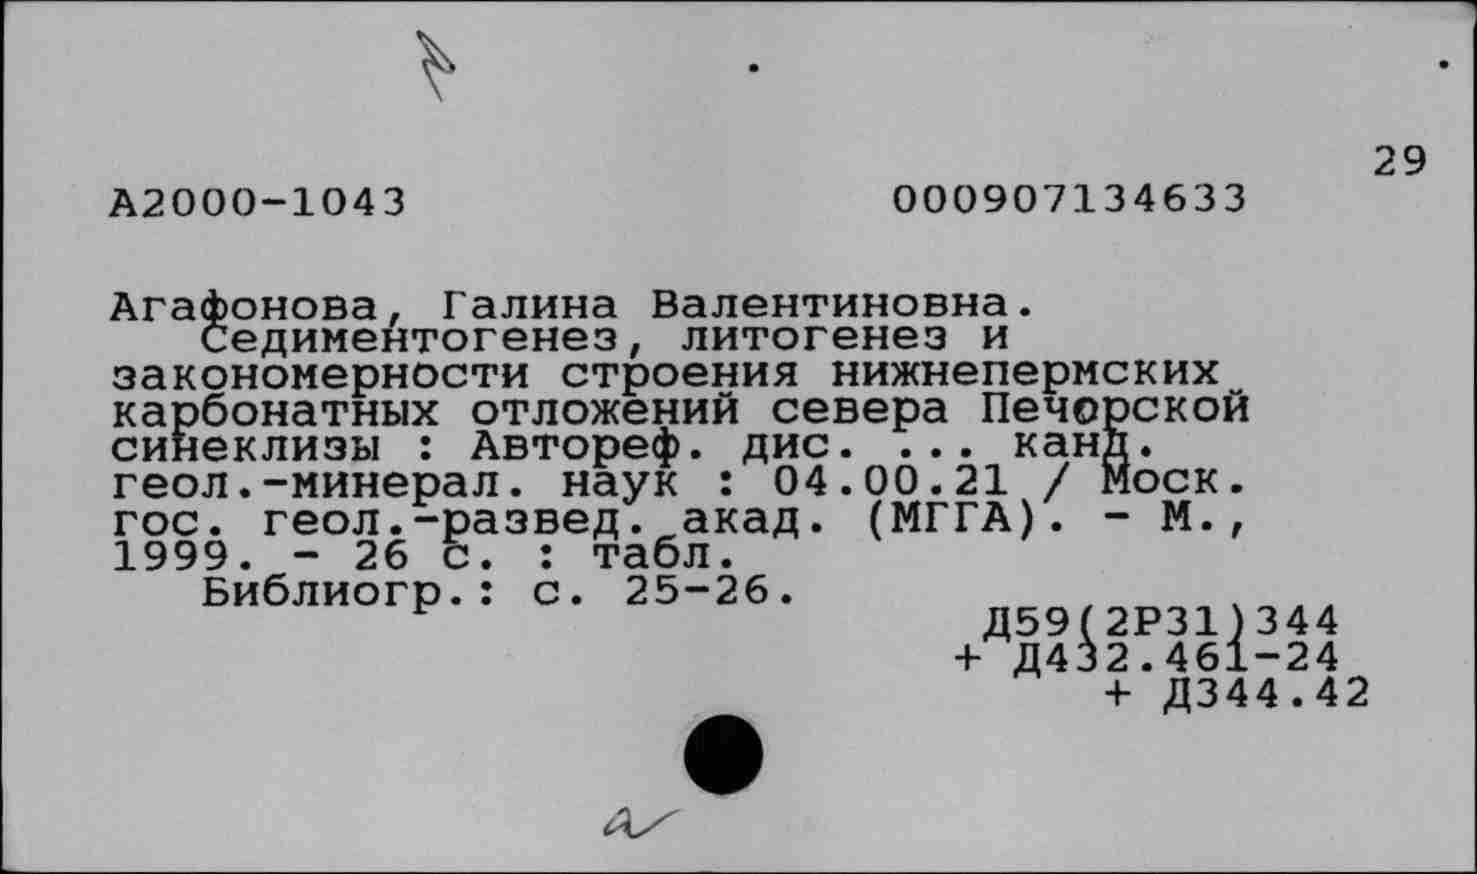 29
А2000-1043 000907134633
Агафонова, Галина Валентиновна.
Седиментогенез, литогенез и
закономерности строения нижнепермских
карбонатных отложений севера Печорской
синеклизы : Автореф. дис. ... канд.
геол.-минерал. наук : 04.00.21 / Моск.
гос. геол.-развед. акад. (МГГА). - М.,
1999. - 26 с. : табл.
Библиогр.: с. 25-26.
Д59(2Р31)344
+ Д432.461-24
+ Д344.42